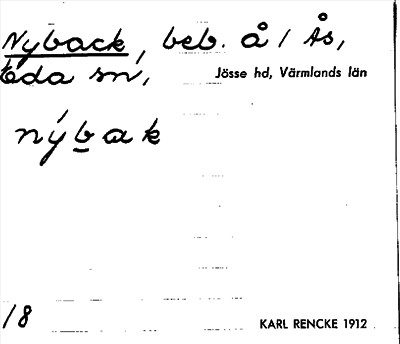 Nyback, beb. å / Ås,
Eda sn, Jösse hd, Värmlands län
nýbak
18
KARL RENCKE 1912